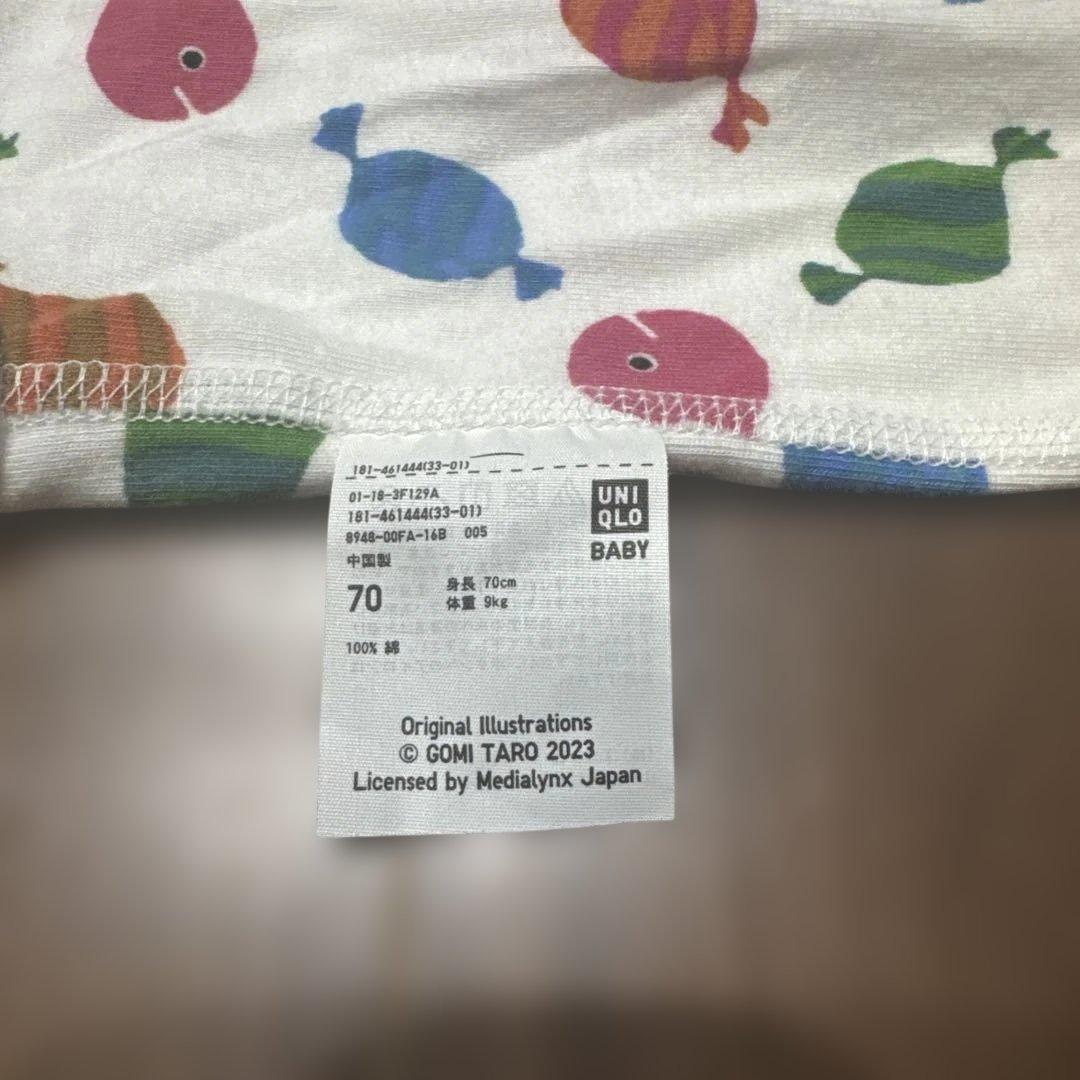 181-461444(33-01)
01-18-3F129A
181-461444(33-01)
8948-00FA-16B 005
中国製
UNI
QLO
BABY
70
身長 70cm
体重 9kg
100% 綿
Original Illustrations
© GOMI TARO 2023
Licensed by Medialynx Japan